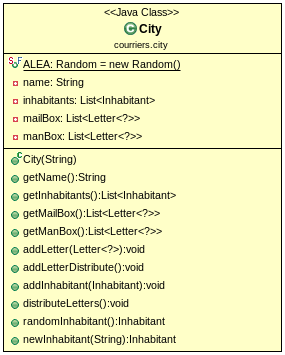 <<Java Class>>
City
courriers.city
ALEA: Random = new Random()
name: String
inhabitants: List<Inhabitant>
mailBox: List<Letter<?>>
manBox: List<Letter<?>>
City(String)
getName():String
getInhabitants():List<Inhabitant>
getMailBox():List<Letter<?>>
getManBox():List<Letter<?>>
addLetter(Letter<?>):void
addLetterDistribute():void
addInhabitant(Inhabitant):void
distributeLetters():void
randomInhabitant():Inhabitant
newInhabitant(String):Inhabitant